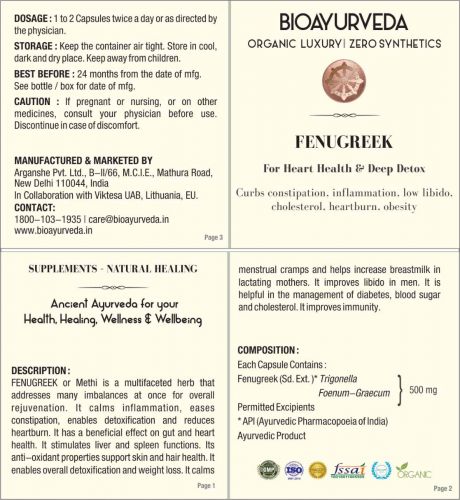 DOSAGE : 1 to 2 Capsules twice a day or as directed by
the physician.
STORAGE : Keep the container air tight. Store in cool,
dark and dry place. Keep away from children.
BEST BEFORE : 24 months from the date of mfg.
See bottle / box for date of mfg.
CAUTION : If pregnant or nursing, or on other
medicines, consult your physician before use.
Discontinue in case of discomfort.
MANUFACTURED & MARKETED BY
Arganshe Pvt. Ltd., B-II/66, M.C.I.E., Mathura Road,
New Delhi 110044, India
In Collaboration with Viktesa UAB, Lithuania, EU.
CONTACT:
1800-103-1935 | care@bioayurveda.in
www.bioayurveda.in
Page 3
BIOAYURVEDA
ORGANIC LUXURY | ZERO SYNTHETICS
FENUGREEK
For Heart Health & Deep Detox
Curbs constipation, inflammation, low libido,
cholesterol, heartburn, obesity
SUPPLEMENTS - NATURAL HEALING
Ancient Ayurveda for your
Health, Healing, Wellness & Wellbeing
DESCRIPTION :
FENUGREEK or Methi is a multifaceted herb that
addresses many imbalances at once for overall
rejuvenation. It calms inflammation, eases
constipation, enables detoxification and reduces
heartburn. It has a beneficial effect on gut and heart
health. It stimulates liver and spleen functions. Its
anti-oxidant properties support skin and hair health. It
enables overall detoxification and weight loss. It calms
Page 1
menstrual cramps and helps increase breastmilk in
lactating mothers. It improves libido in men. It is
helpful in the management of diabetes, blood sugar
and cholesterol. It improves immunity.
COMPOSITION :
Each Capsule Contains :
Fenugreek (Sd. Ext. )* Trigonella
Foenum-Graecum } 500 mg
Permitted Excipients
* API (Ayurvedic Pharmacopoeia of India)
Ayurvedic Product
GMP
ISO
fssai
ORGANIC
Page 2